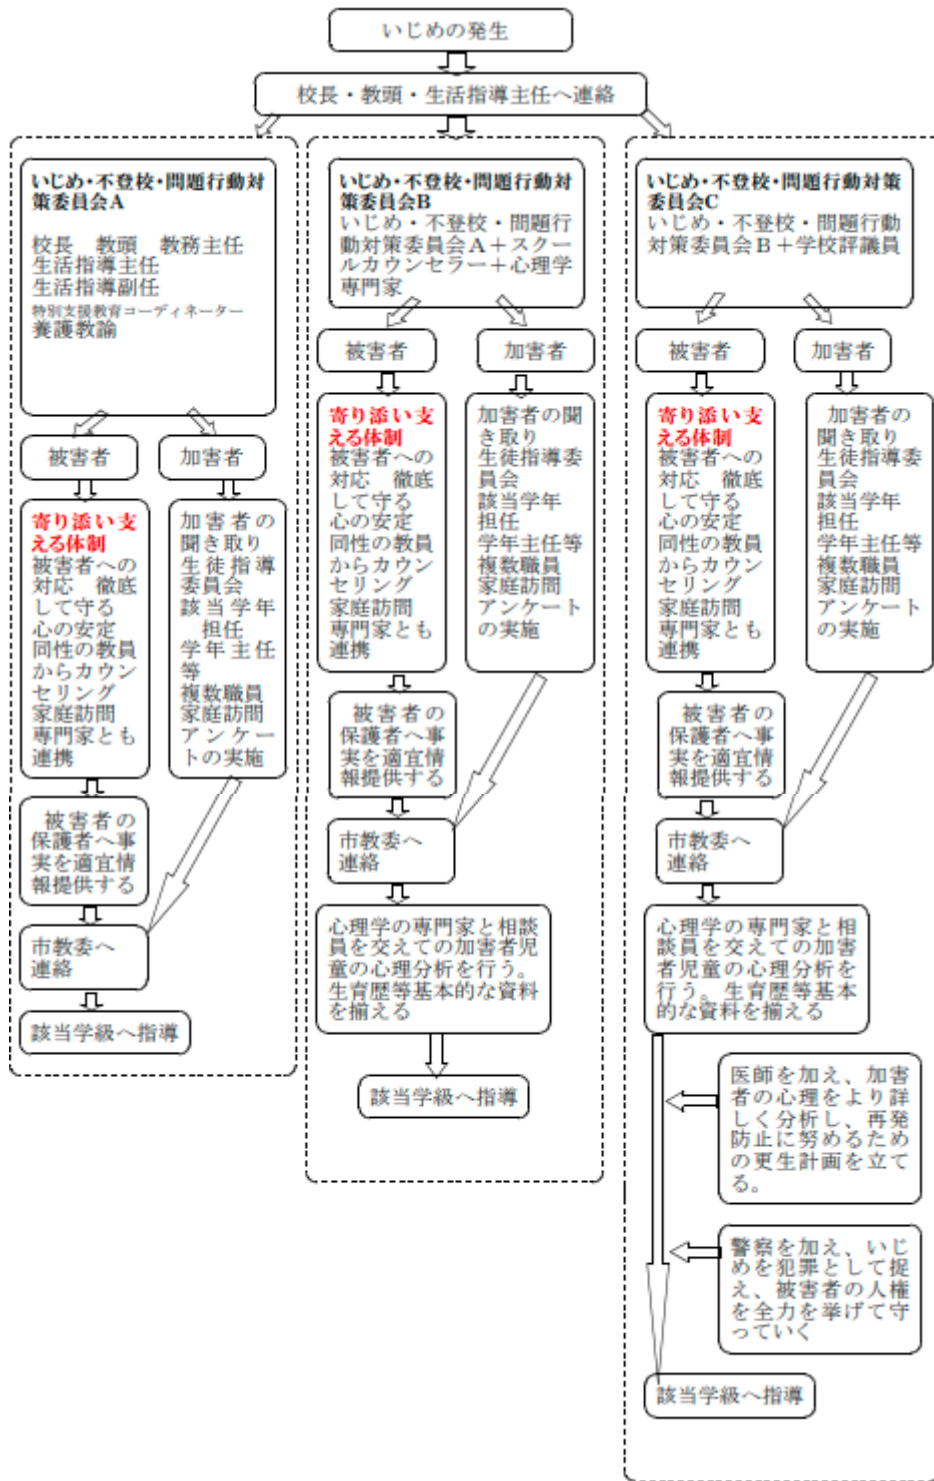 いじめの発生
校長・教頭・生活指導主任へ連絡
いじめ・不登校・問題行動対
策委員会A
校長　教頭　教務主任
生活指導主任
生活指導副任
特別支援教育コーディネーター
養護教諭
被害者
加害者
寄り添い支
える体制
被害者への
対応　徹底
して守る
心の安定
同性の教員
からカウン
セリング
家庭訪問
専門家とも
連携
加害者の
聞き取り
生徒指導
委員会
該当学年
担任
学年主任
等
複数職員
家庭訪問
アンケー
トの実施
被害者の
保護者へ事
実を適宜情
報提供する
市教委へ
連絡
該当学級へ指導
いじめ・不登校・問題行動対策
委員会B
いじめ・不登校・問題行
動対策委員会A＋スクー
ルカウンセラー＋心理学
専門家
被害者
加害者
寄り添い支
える体制
被害者への
対応　徹底
して守る
心の安定
同性の教員
からカウン
セリング
家庭訪問
専門家とも
連携
加害者の聞
き取り
生徒指導委
員会
該当学年
担任
学年主任等
複数職員
家庭訪問
アンケート
の実施
被害者の
保護者へ事
実を適宜情
報提供する
市教委へ
連絡
心理学の専門家と相談
員を交えての加害者児
童の心理分析を行う。
生育歴等基本的な資料
を揃える
該当学級へ指導
いじめ・不登校・問題行動対策
委員会C
いじめ・不登校・問題行動
対策委員会B＋学校評議員
被害者
加害者
寄り添い支
える体制
被害者への
対応　徹底
して守る
心の安定
同性の教員
からカウン
セリング
家庭訪問
専門家とも
連携
加害者の
聞き取り
生徒指導委
員会
該当学年
担任
学年主任等
複数職員
家庭訪問
アンケート
の実施
被害者の
保護者へ事
実を適宜情
報提供する
市教委へ
連絡
心理学の専門家と相
談員を交えての加害
者児童の心理分析を
行う。生育歴等基本
的な資料を揃える
医師を加え、加害
者の心理をより詳
しく分析し、再発
防止に努めるため
の更生計画を立て
る。
警察を加え、いじ
めを犯罪として捉
え、被害者の人権
を全力を挙げて守
っていく
該当学級へ指導